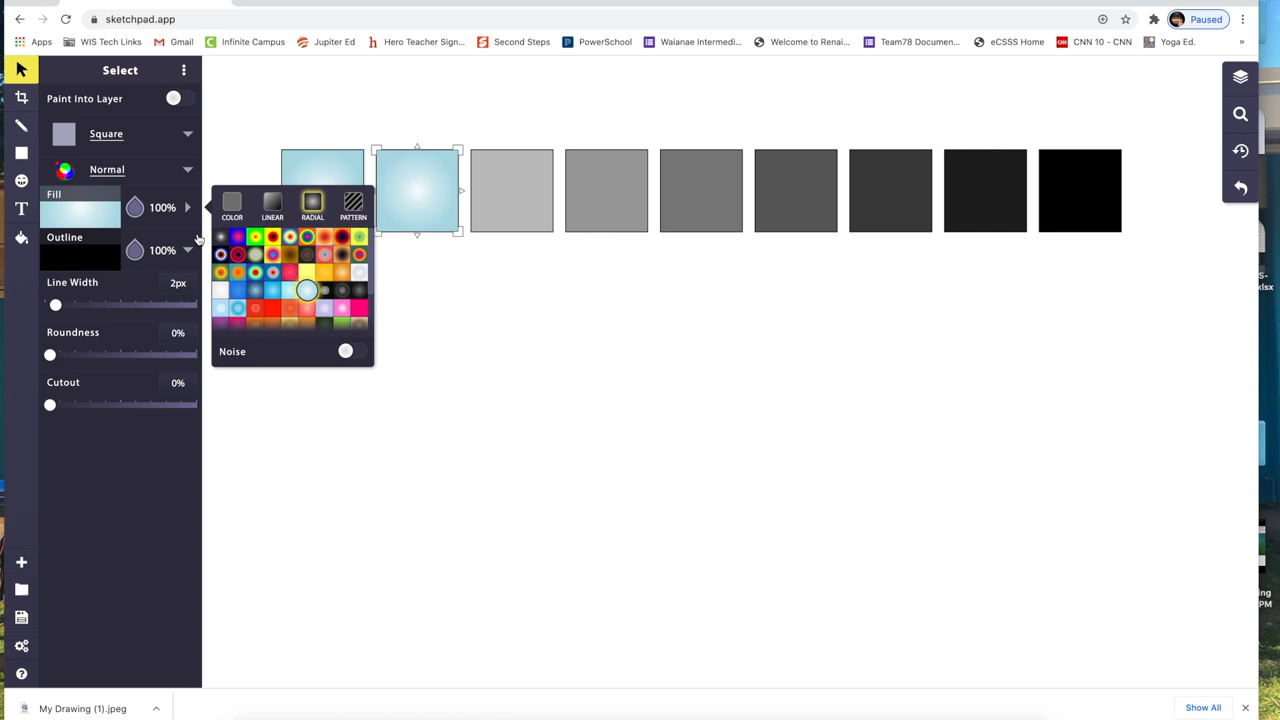 sketchpad.app
Paused
Apps
WIS Tech Links
Gmail
Infinite Campus
Jupiter Ed
Hero Teacher Sign...
Second Steps
PowerSchool
Waianae Intermedi...
Welcome to Renai...
Team78 Documen...
eCSSS Home
CNN 10 - CNN
Yoga Ed.
»
Select
Paint Into Layer
Square
Normal
Fill
100%
Outline
100%
Line Width 2px
Roundness 0%
Cutout 0%
COLOR LINEAR RADIAL PATTERN
Noise
S-
xlsx
ing
PM
My Drawing (1).jpeg
Show All